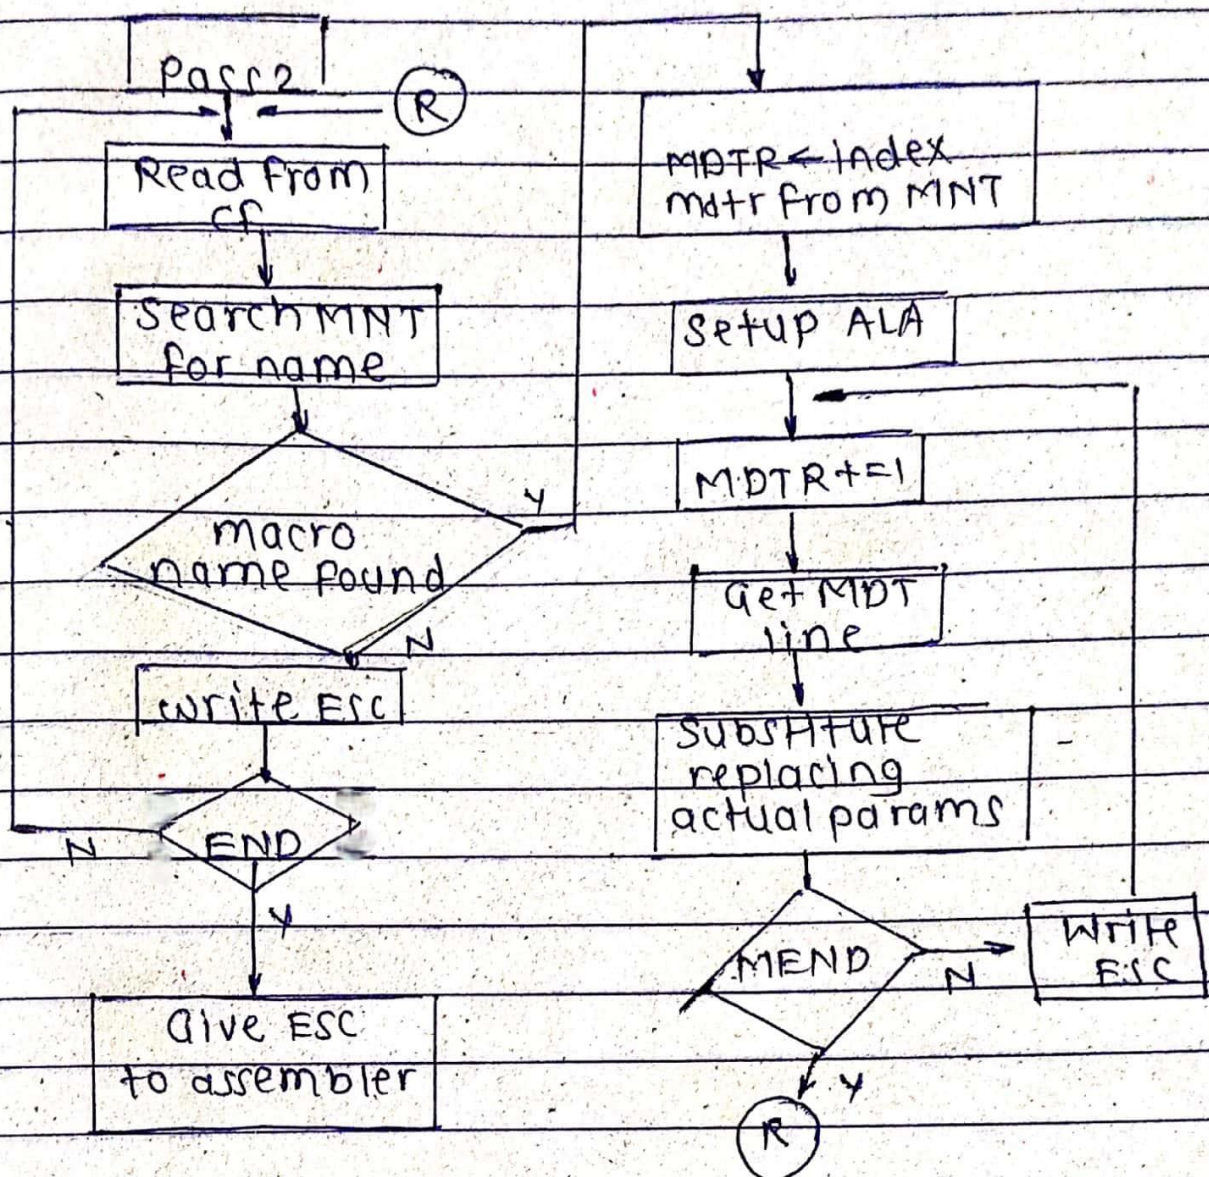 Pass2
R
Read from
cf
Search MNT
for name
macro
name found
Y
N
write ESC
END
N
Y
Give ESC
to assembler
MDTR ← index
mdtr from MNT
Setup ALA
MDTR+=1
Get MDT
line
Substiture
replacing
actual params
MEND
N
Write
ESC
Y
R